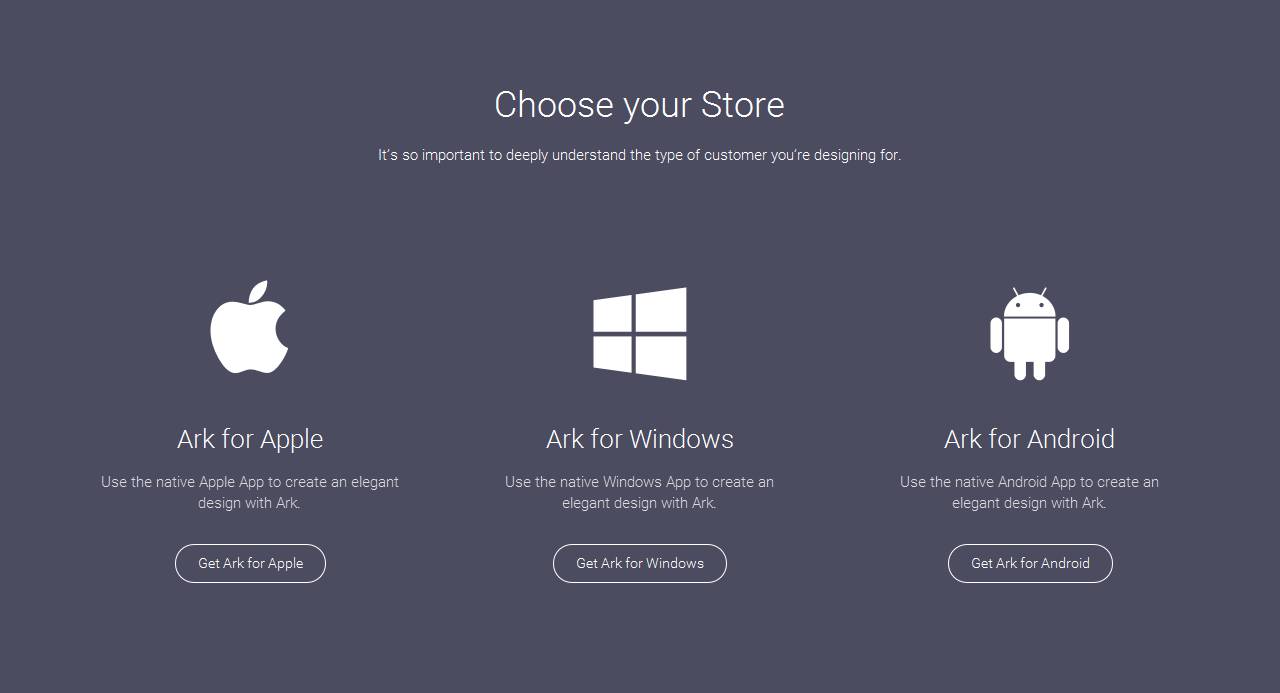 Choose your Store
It's so important to deeply understand the type of customer you're designing for.
Ark for Apple
Use the native Apple App to create an elegant
design with Ark.
Get Ark for Apple
Ark for Windows
Use the native Windows App to create an
elegant design with Ark.
Get Ark for Windows
Ark for Android
Use the native Android App to create an
elegant design with Ark.
Get Ark for Android